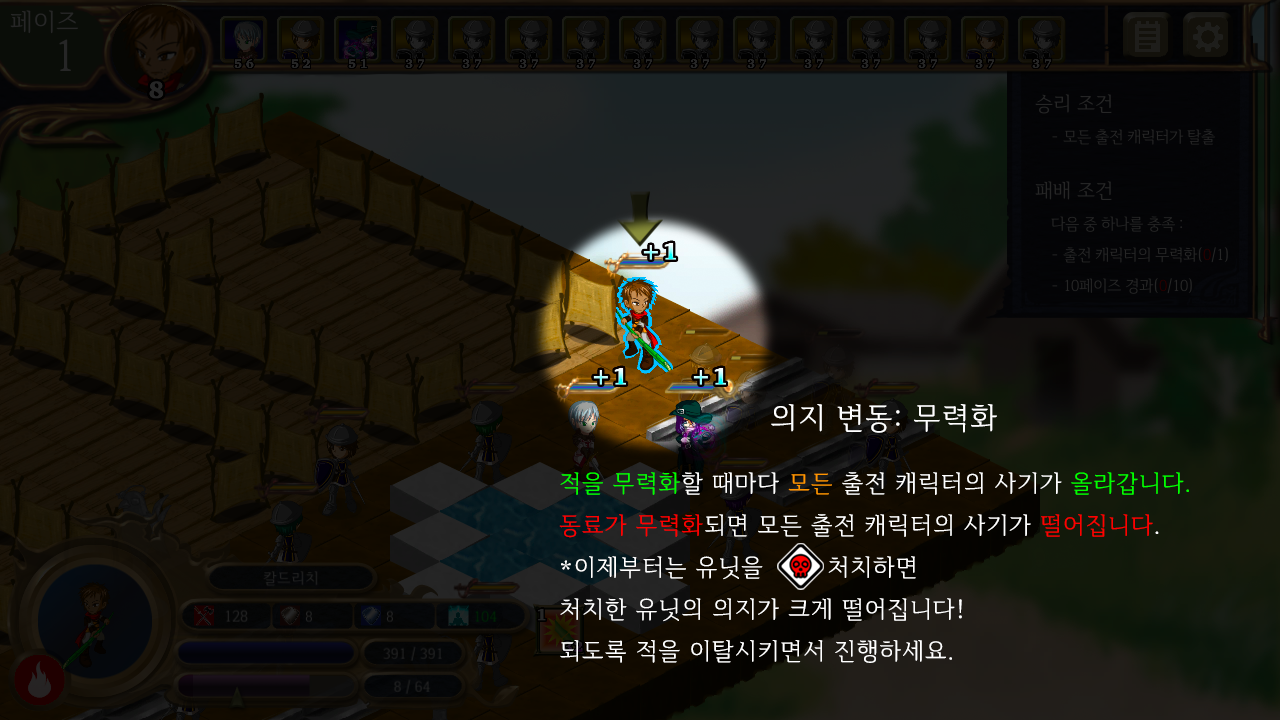 페이즈
1
8
5.6 5.2 5.1 3.7 3.7 3.7 3.7 3.7 3.7 3.7 3.7 3.7 3.7 3.7 3.7
승리 조건
- 모든 출전 캐릭터가 탈출
패배 조건
다음 중 하나를 충족 :
- 출전 캐릭터의 무력화(0/1)
- 10페이즈 경과(0/10)
+1
+1 +1
의지 변동: 무력화
적을 무력화할 때마다 모든 출전 캐릭터의 사기가 올라갑니다.
동료가 무력화되면 모든 출전 캐릭터의 사기가 떨어집니다.
*이제부터는 유닛을 처치하면
처치한 유닛의 의지가 크게 떨어집니다!
되도록 적을 이탈시키면서 진행하세요.
칼드리치
128 8 8 104
1
391 / 391
8 / 64